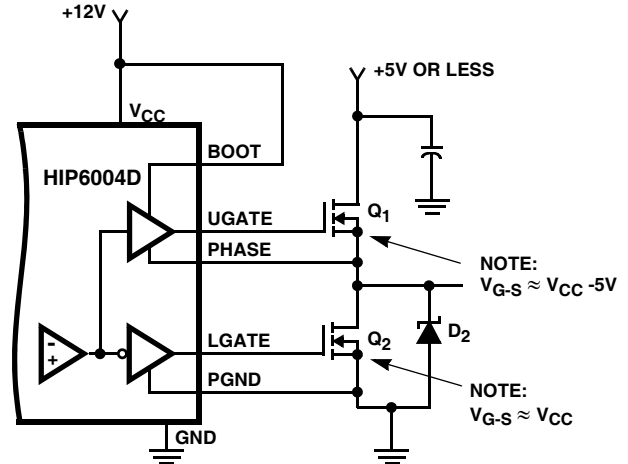 +12V
+5V OR LESS
VCC
BOOT
HIP6004D
UGATE
Q1
PHASE
NOTE:
VG-S ≈ VCC -5V
- +
LGATE
Q2
D2
PGND
NOTE:
VG-S ≈ VCC
GND